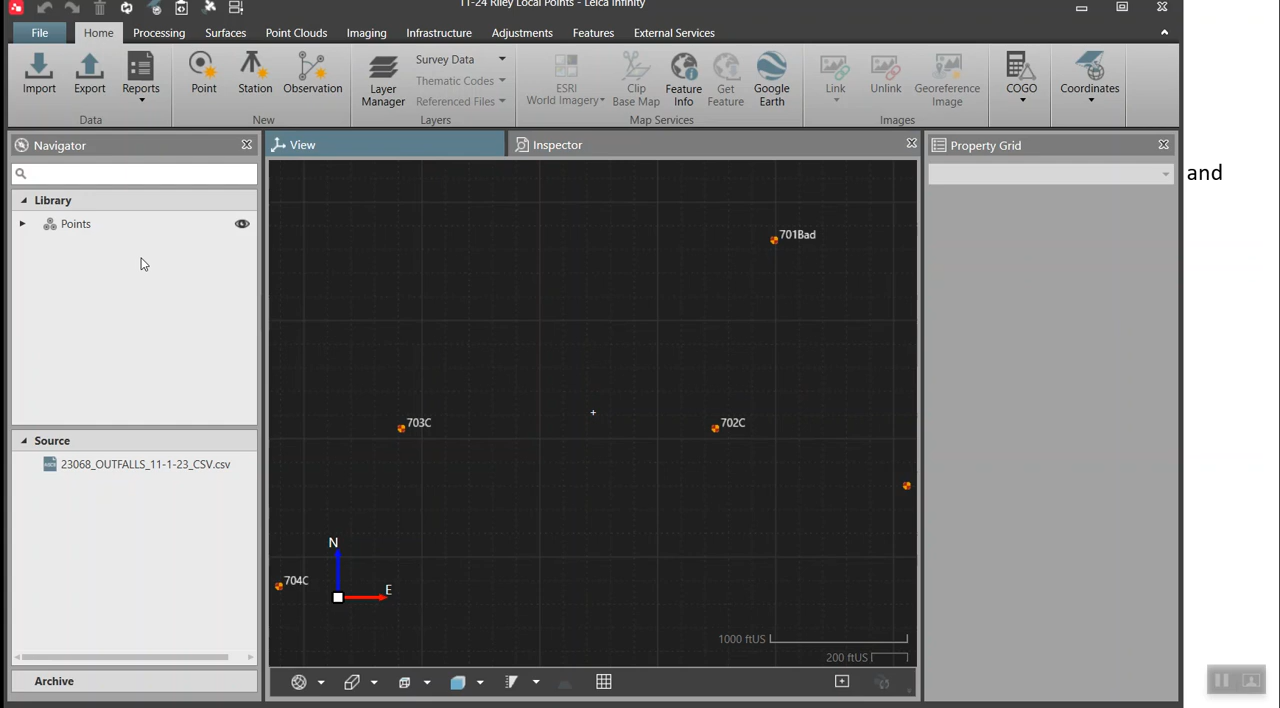 11-24 Riley Local Points - Leica Infinity
File Home Processing Surfaces Point Clouds Imaging Infrastructure Adjustments Features External Services
Import Export Reports Point Station Observation Layer Manager Survey Data
Thematic Codes
Referenced Files
ESRI World Imagery Clip Base Map Feature Info Get Feature Google Earth Link Unlink Georeference Image COGO Coordinates
Data New Layers Map Services Images
Navigator View Inspector Property Grid
and
Library
Points
701Bad
703C 702C
Source
23068_OUTFALLS_11-1-23_CSV.csv
N
704C E
1000 ftUS
200 ftUS
Archive